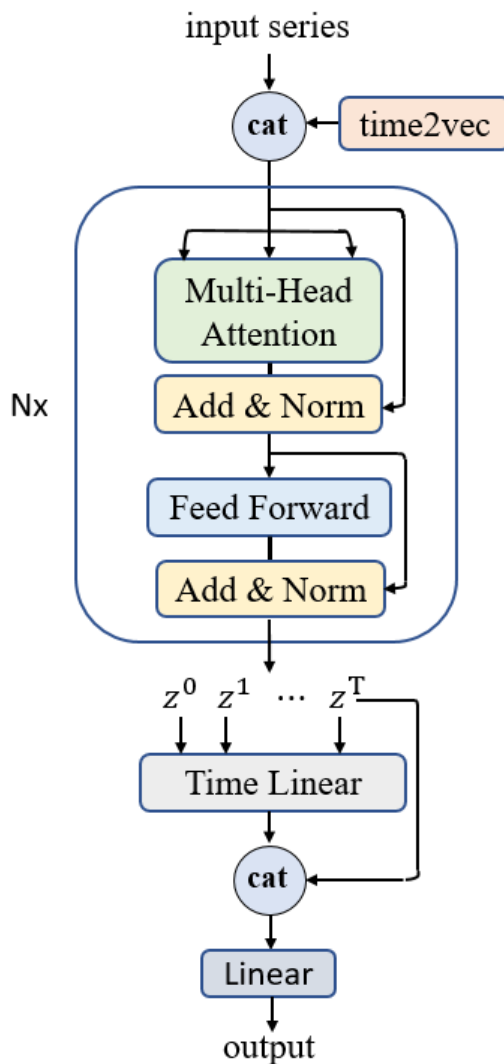 input series
cat
time2vec
Multi-Head
Attention
Add & Norm
Nx
Feed Forward
Add & Norm
z⁰ z¹ ⋯ zᵀ
Time Linear
cat
Linear
output